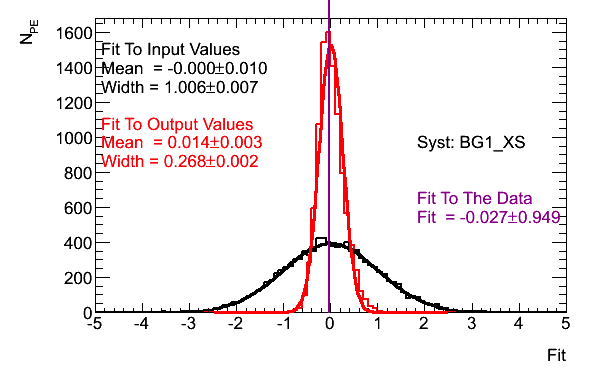 N_PE
1600
1400
1200
1000
800
600
400
200
0
Fit To Input Values
Mean = -0.000±0.010
Width = 1.006±0.007
Fit To Output Values
Mean = 0.014±0.003
Width = 0.268±0.002
Syst: BG1_XS
Fit To The Data
Fit = -0.027±0.949
-5 -4 -3 -2 -1 0 1 2 3 4 5
Fit